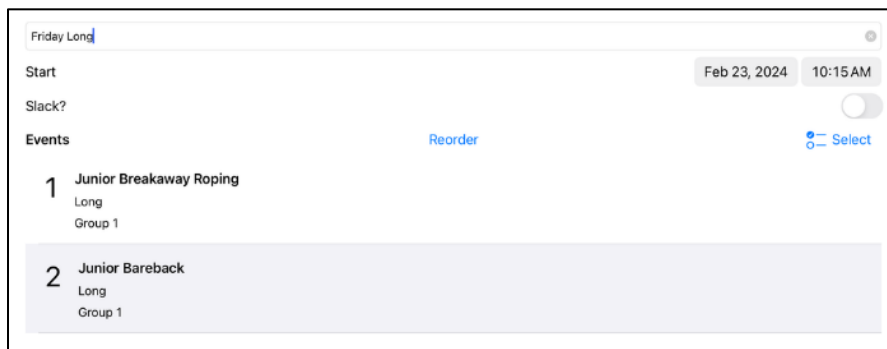 Friday Long
Start Feb 23, 2024 10:15 AM
Slack?
Events Reorder Select
1 Junior Breakaway Roping
Long
Group 1
2 Junior Bareback
Long
Group 1